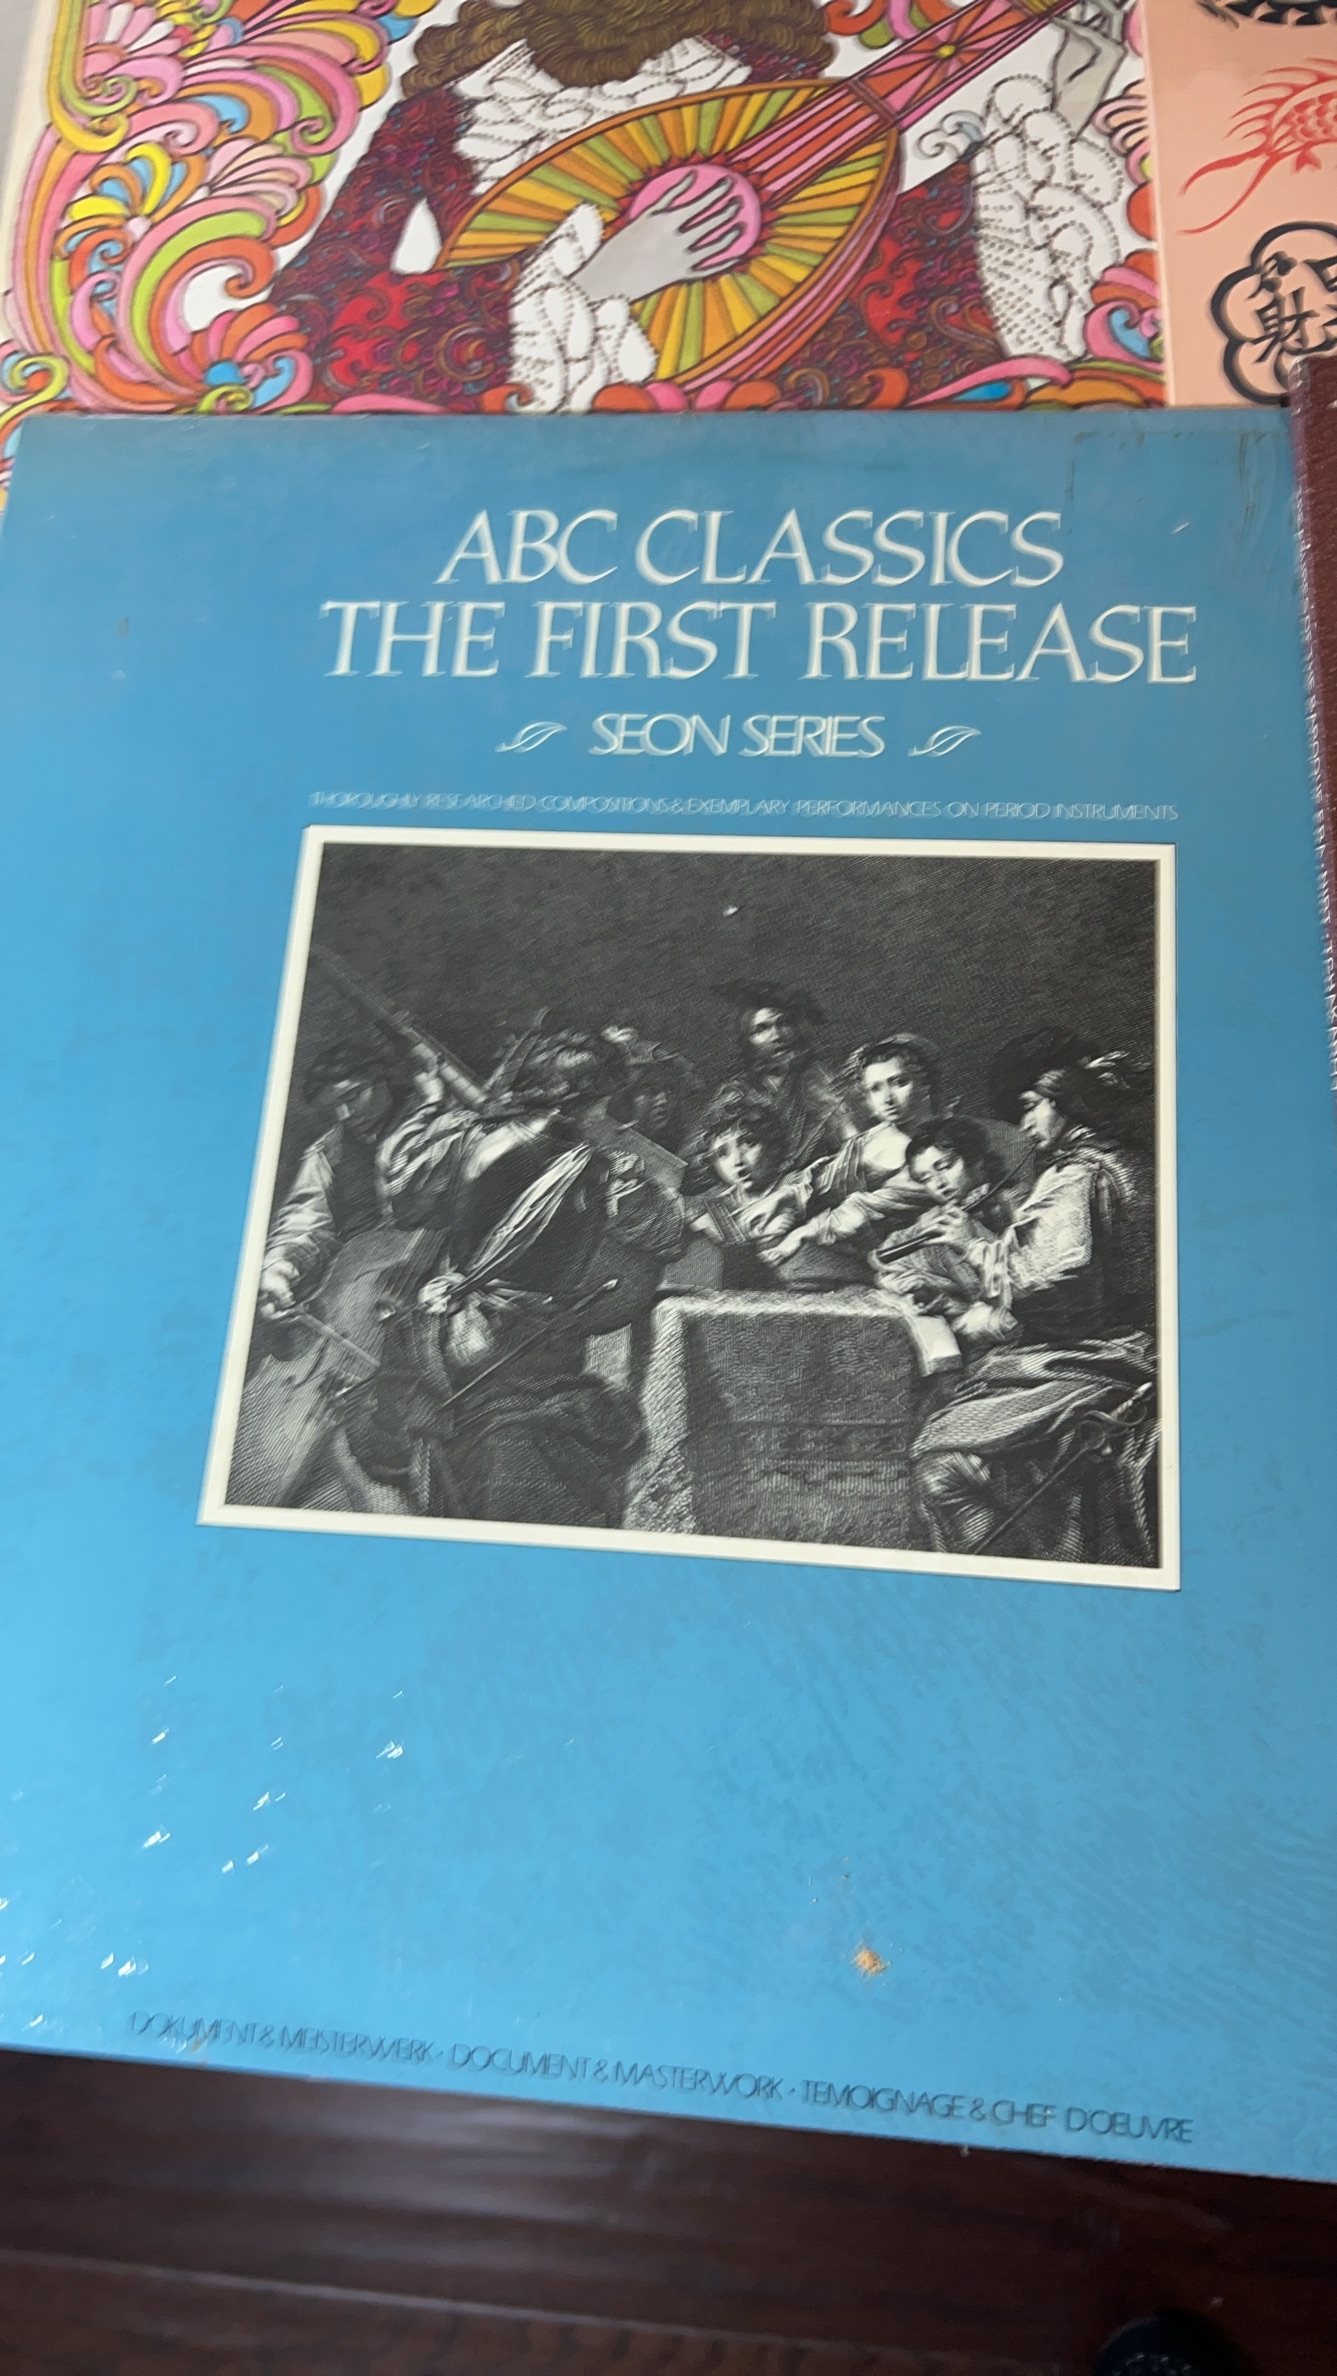 財
ABC CLASSICS
THE FIRST RELEASE
SEON SERIES
THOROUGHLY RESEARCHED COMPOSITIONS & EXEMPLARY PERFORMANCES ON PERIOD INSTRUMENTS
DOKUMENT & MEISTERWERK · DOCUMENT & MASTERWORK · TEMOIGNAGE & CHEF D'OEUVRE